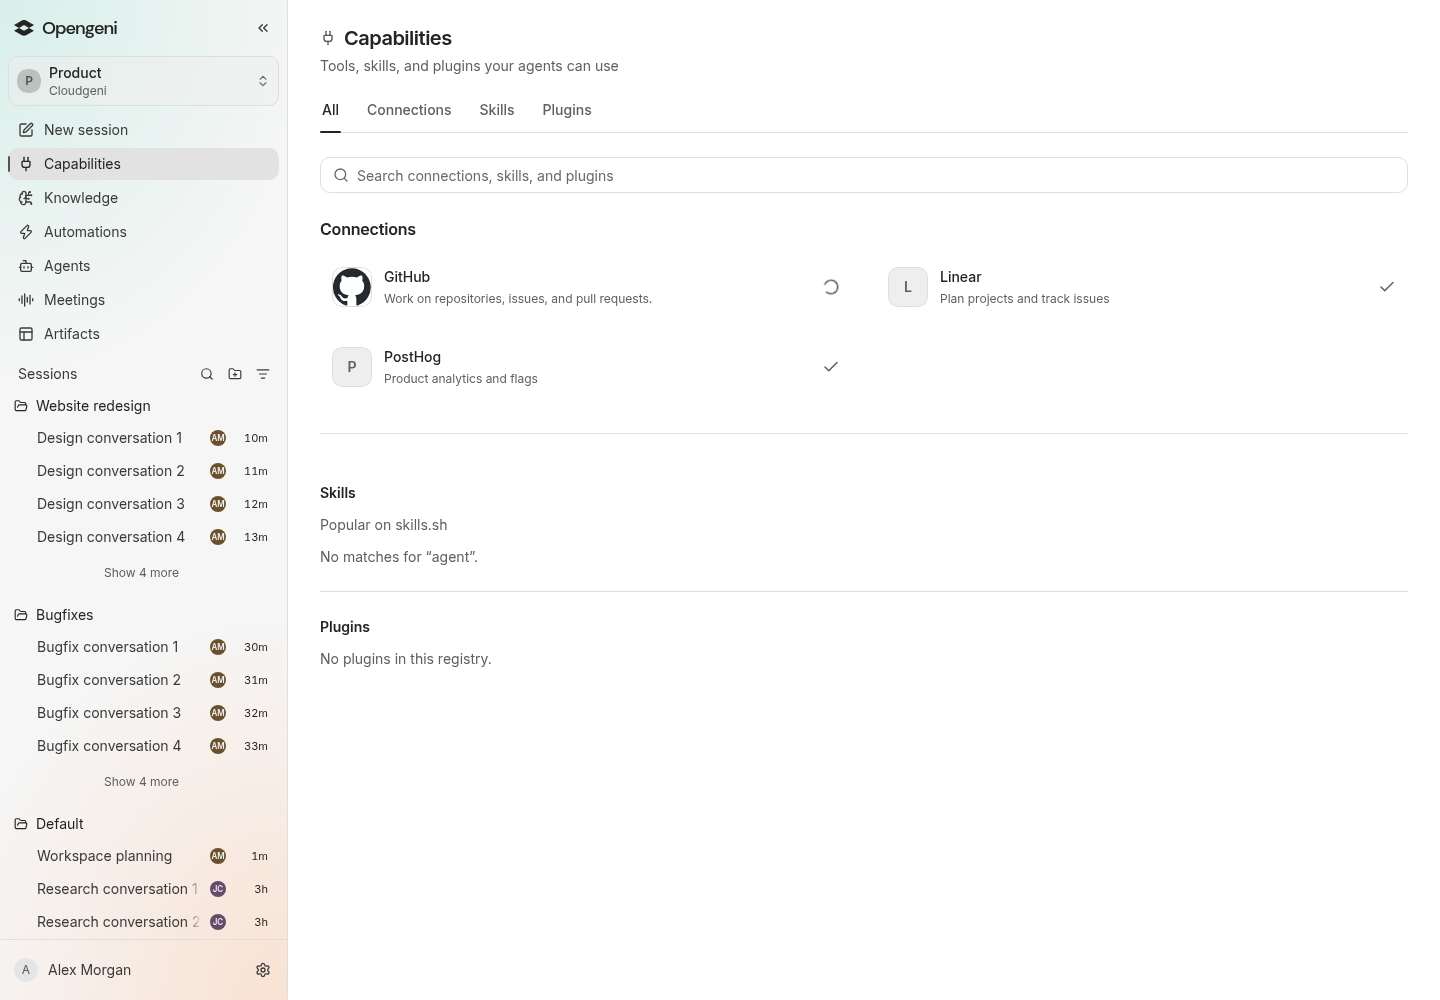 Opengeni
P
Product
Cloudgeni
New session
Capabilities
Knowledge
Automations
Agents
Meetings
Artifacts
Sessions
Website redesign
Design conversation 1 AM 10m
Design conversation 2 AM 11m
Design conversation 3 AM 12m
Design conversation 4 AM 13m
Show 4 more
Bugfixes
Bugfix conversation 1 AM 30m
Bugfix conversation 2 AM 31m
Bugfix conversation 3 AM 32m
Bugfix conversation 4 AM 33m
Show 4 more
Default
Workspace planning AM 1m
Research conversation 1 JC 3h
Research conversation 2 JC 3h
A Alex Morgan
Capabilities
Tools, skills, and plugins your agents can use
All Connections Skills Plugins
Search connections, skills, and plugins
Connections
GitHub
Work on repositories, issues, and pull requests.
L
Linear
Plan projects and track issues
P
PostHog
Product analytics and flags
Skills
Popular on skills.sh
No matches for “agent”.
Plugins
No plugins in this registry.